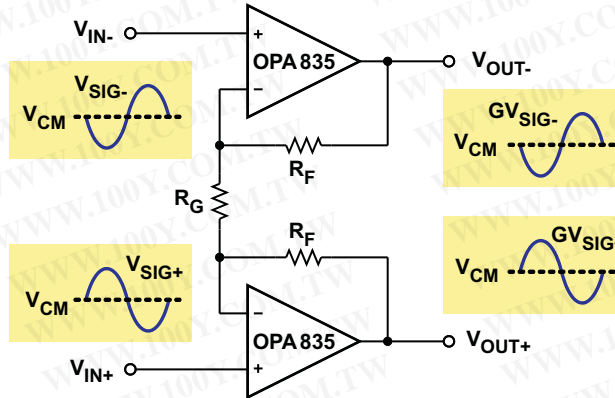 VIN-
+
OPA835
−
VOUT-
VSIG-
VCM
GVSIG-
VCM
RF
RG
RF
VSIG+
VCM
GVSIG
VCM
−
OPA835
+
VOUT+
VIN+
WWW.100Y.COM.TW